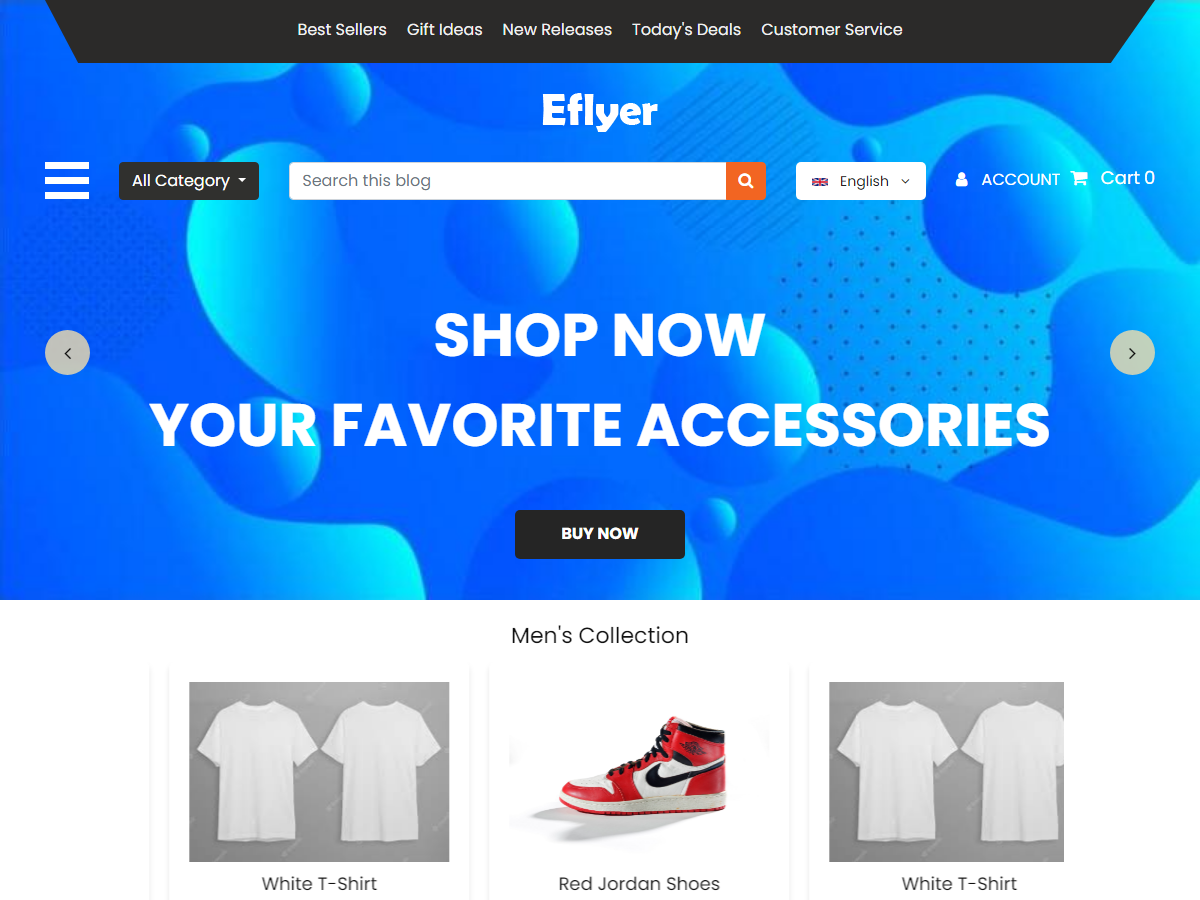 Best Sellers Gift Ideas New Releases Today's Deals Customer Service
Eflyer
All Category Search this blog English ACCOUNT Cart 0
SHOP NOW
YOUR FAVORITE ACCESSORIES
BUY NOW
Men's Collection
White T-Shirt Red Jordan Shoes White T-Shirt